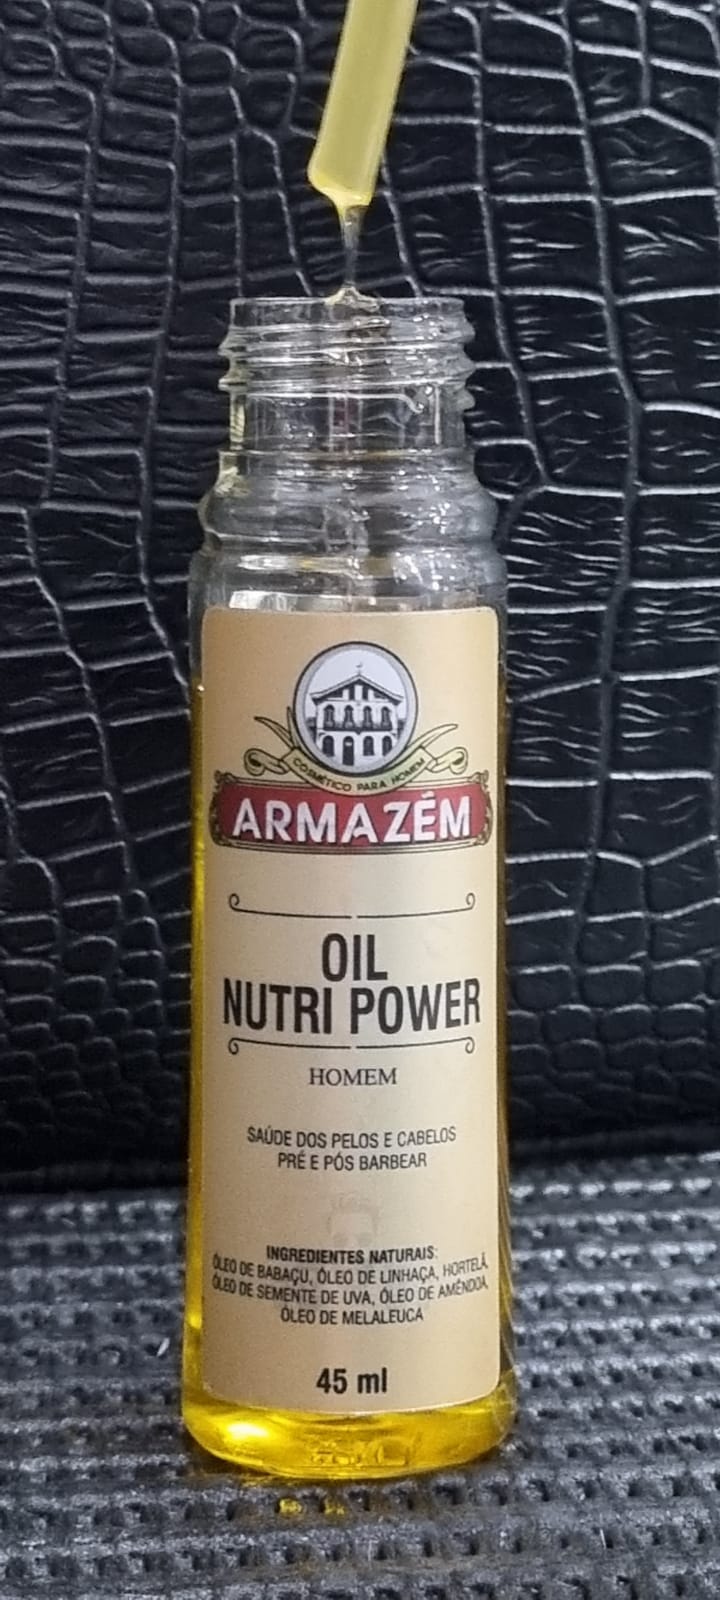 COSMÉTICO PARA HOMEM
ARMAZÉM
OIL
NUTRI POWER
HOMEM
SAÚDE DOS PELOS E CABELOS
PRÉ E PÓS BARBEAR
INGREDIENTES NATURAIS:
ÓLEO DE BABAÇU, ÓLEO DE LINHAÇA, HORTELÃ,
ÓLEO DE SEMENTE DE UVA, ÓLEO DE AMÊNDOA,
ÓLEO DE MELALEUCA
45 ml